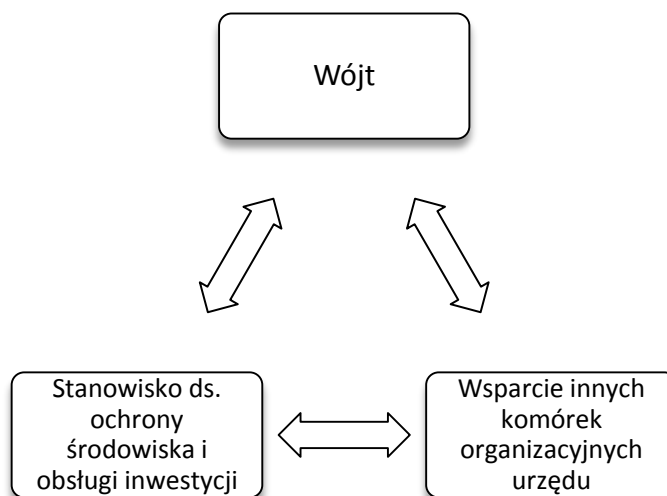 Wójt
Stanowisko ds.
ochrony
środowiska i
obsługi inwestycji
Wsparcie innych
komórek
organizacyjnych
urzędu